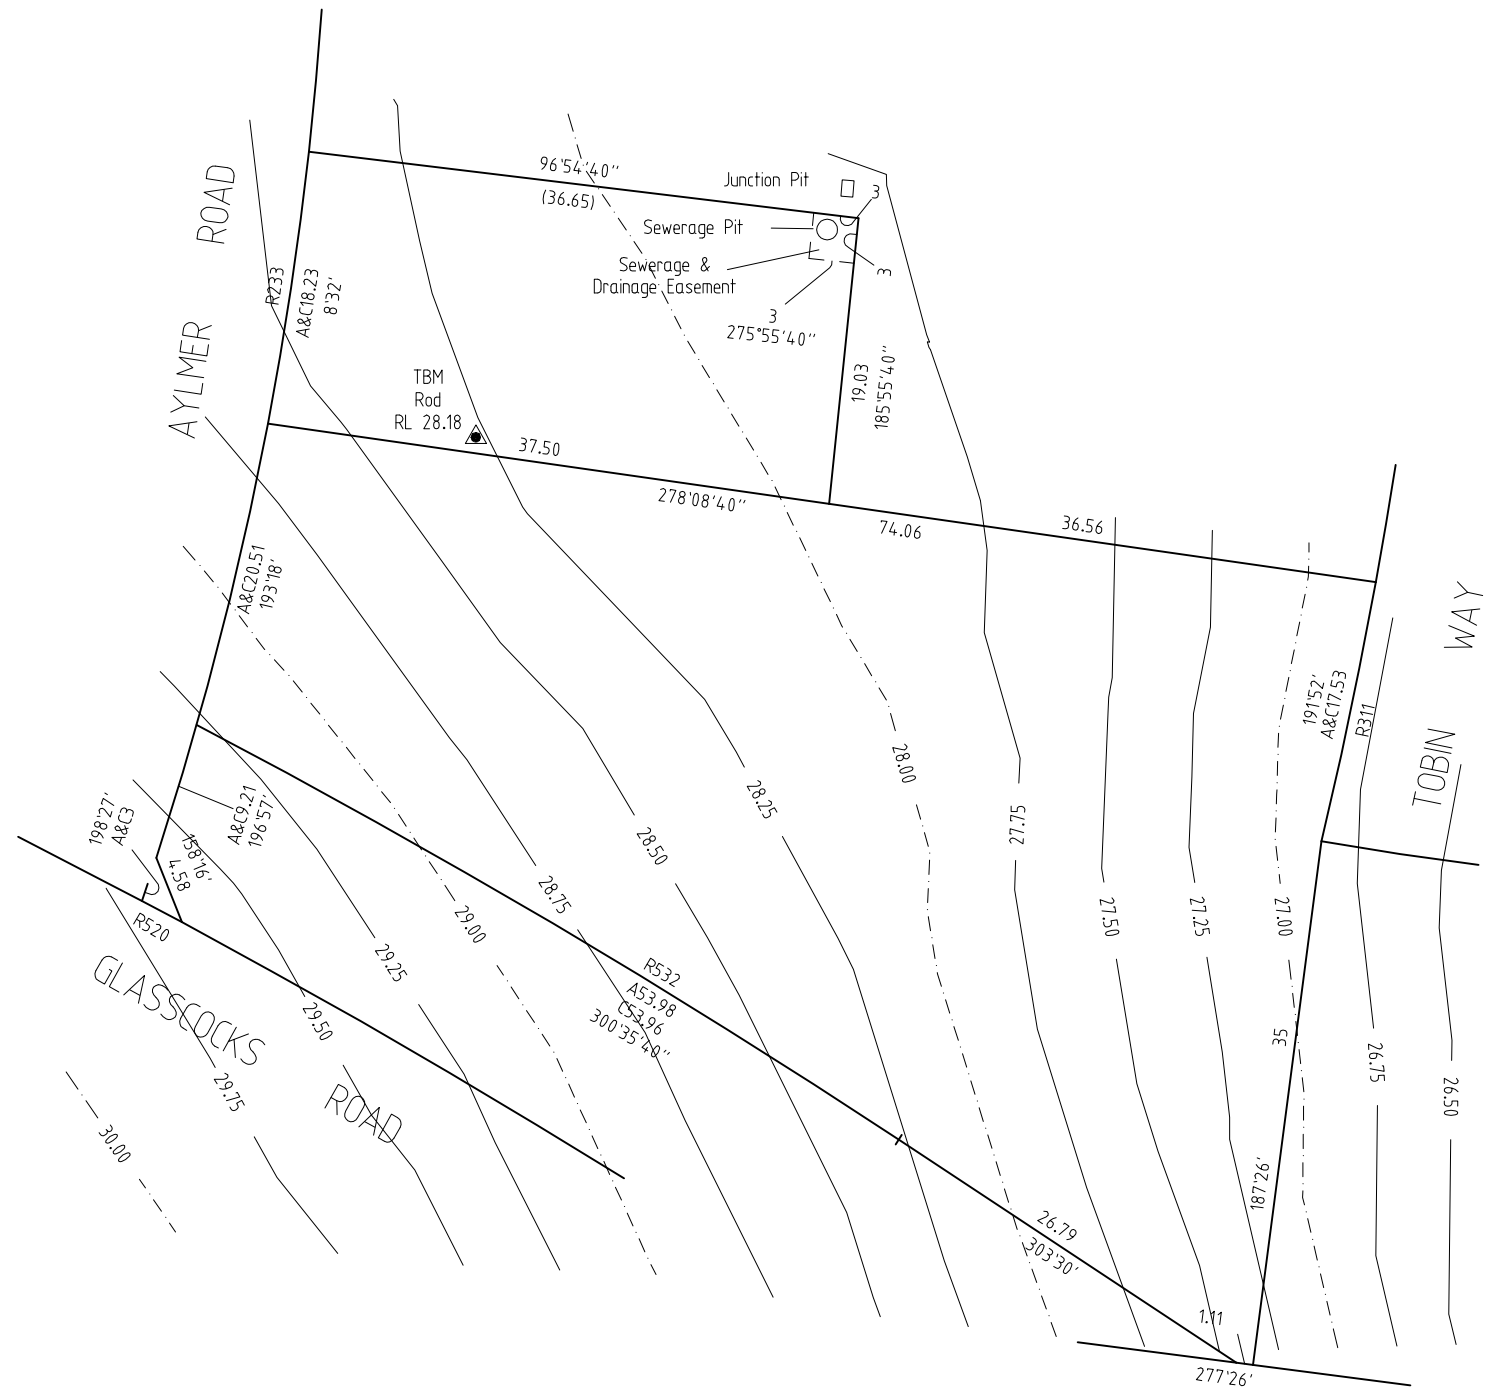 96°54'40"
(36.65)
Junction Pit
3
Sewerage Pit
Sewerage &
Drainage Easement
3
3
275°55'40"
ROAD
AYLMER
R233
A&C18.23
8°32'
TBM
Rod
RL 28.18
37.50
278°08'40"
19.03
185°55'40"
74.06
36.56
A&C20.51
193°18'
WAY
TOBIN
191°52'
A&C17.53
R311
198°27'
A&C3
158°16'
4.58
A&C9.21
196°57'
R520
GLASSCOCKS
ROAD
R532
A53.98
C53.96
300°35'40"
28.00
28.25
28.50
28.75
29.00
29.25
29.50
29.75
30.00
27.75
27.50
27.25
27.00
26.75
26.50
35
187°26'
26.79
303°30'
1.11
277°26'